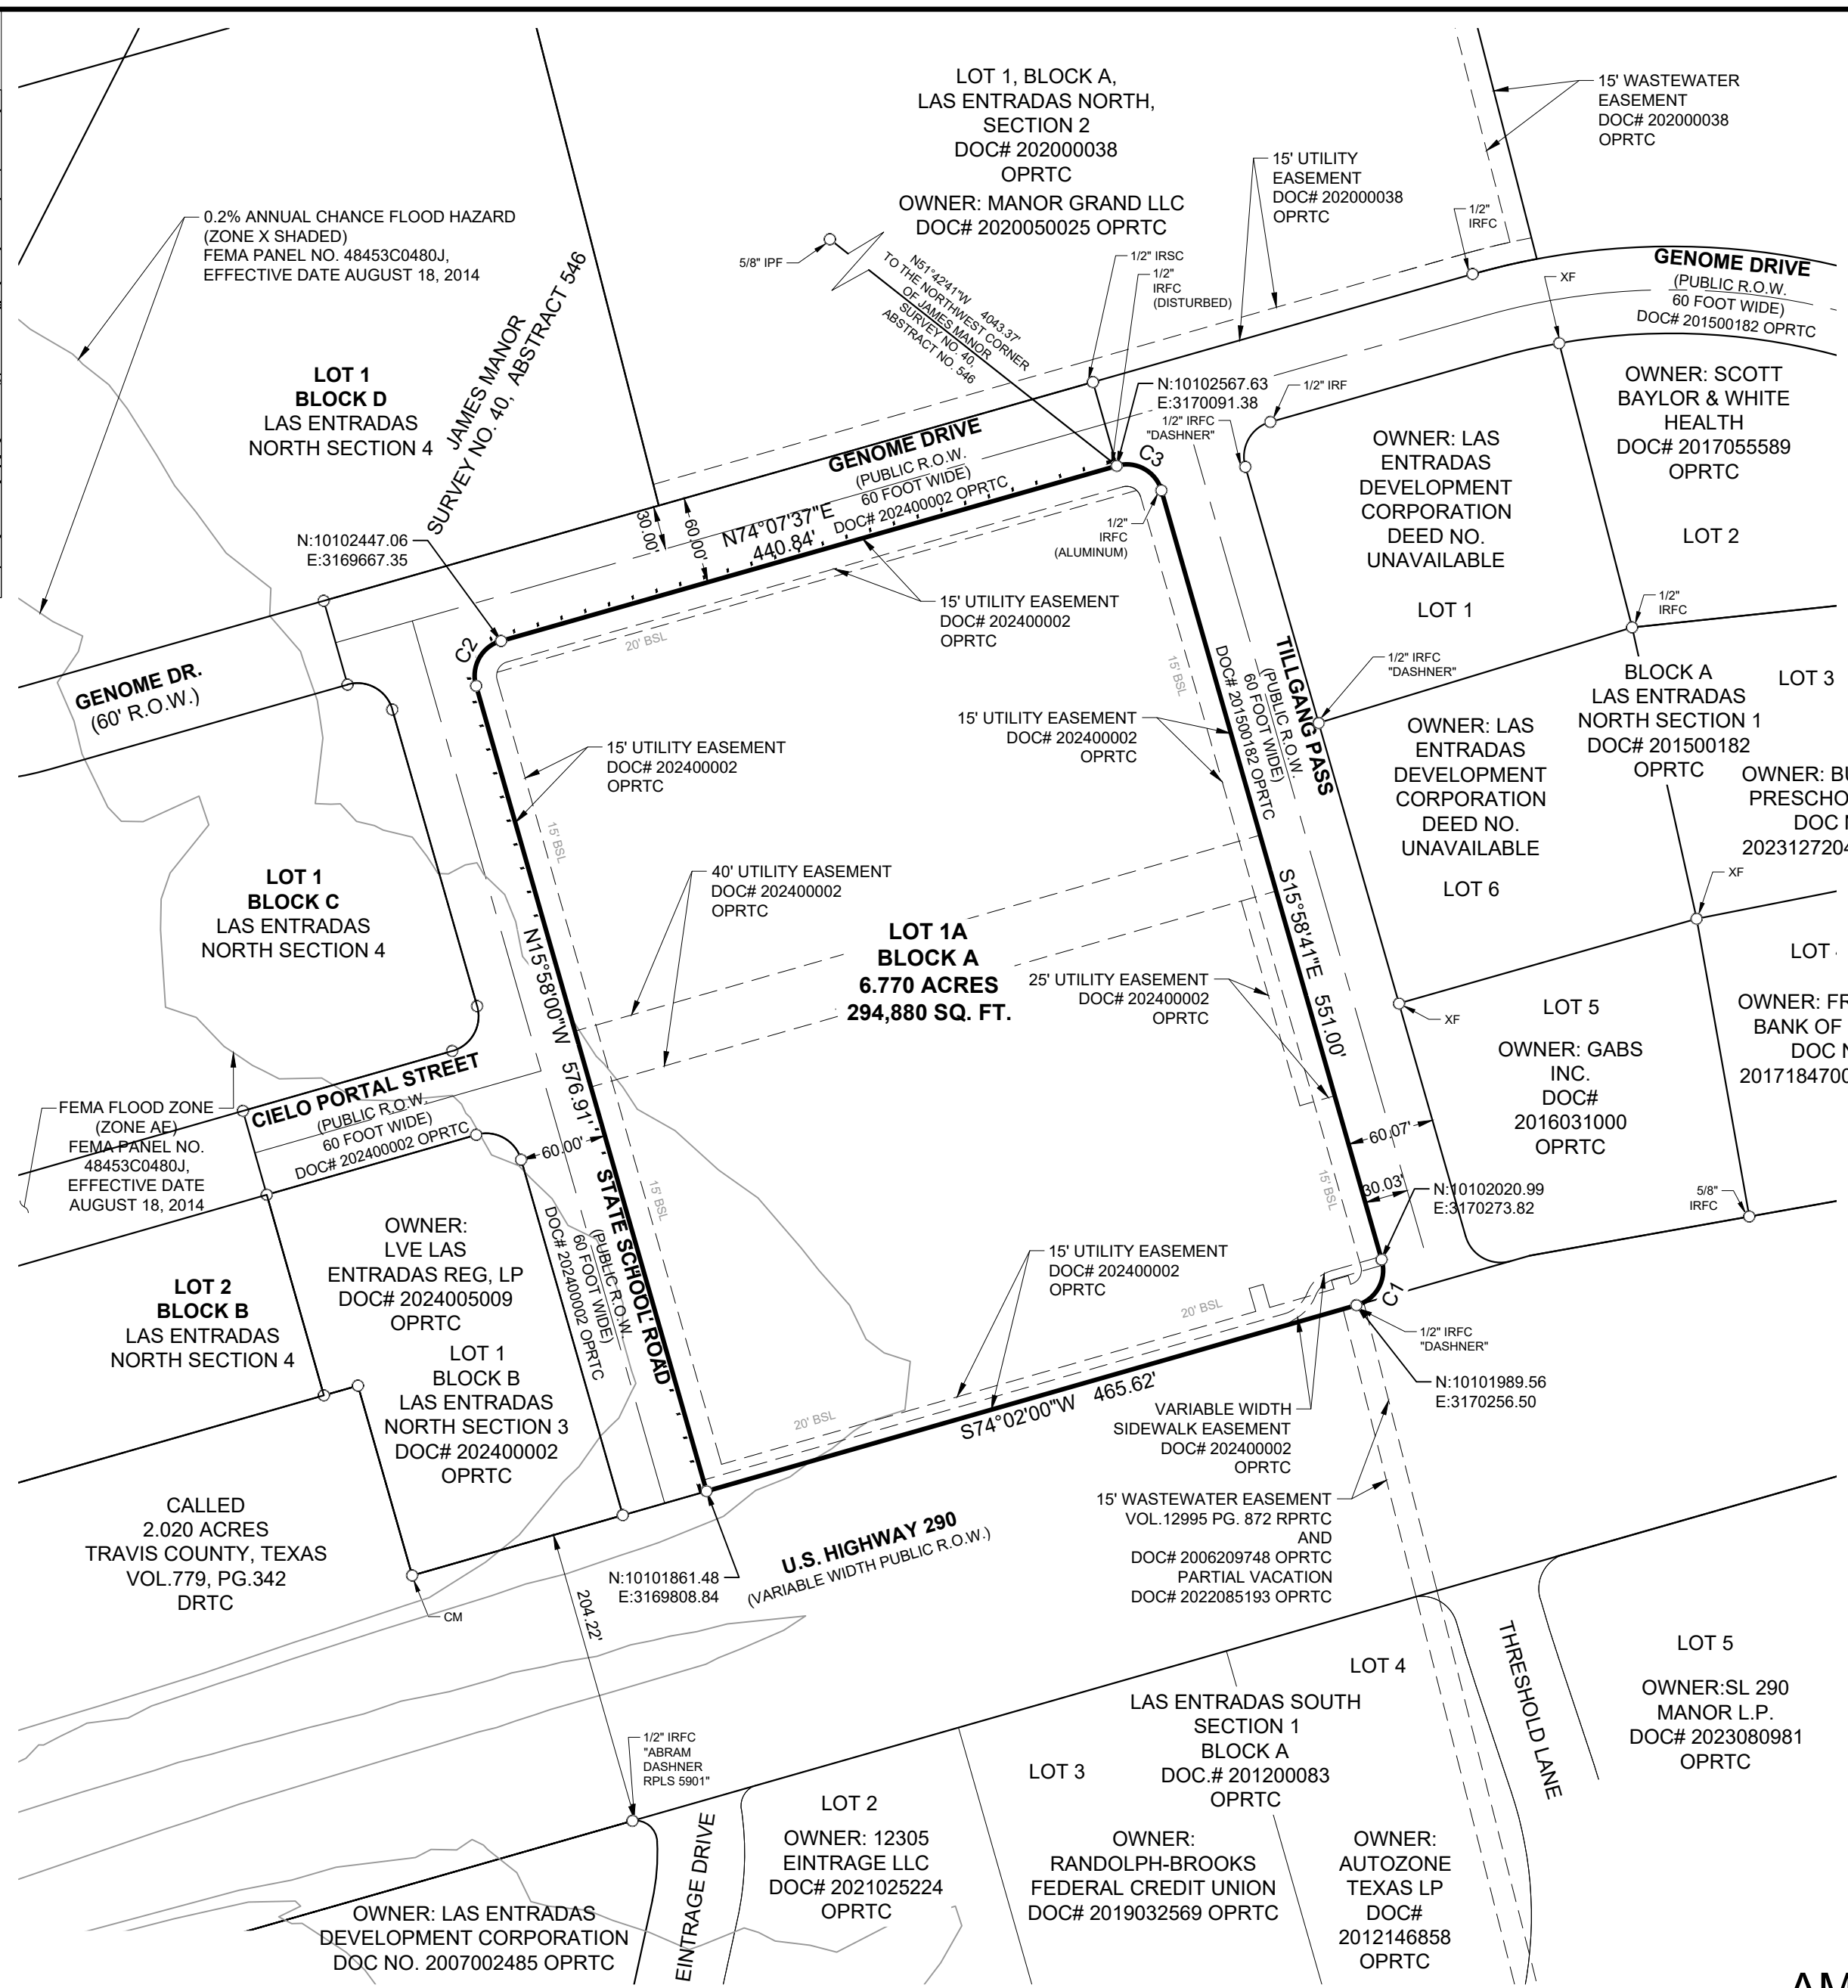 LOT 1, BLOCK A,
LAS ENTRADAS NORTH,
SECTION 2
DOC# 202000038
OPRTC
OWNER: MANOR GRAND LLC
DOC# 2020050025 OPRTC
15' WASTEWATER
EASEMENT
DOC# 202000038
OPRTC
15' UTILITY
EASEMENT
DOC# 202000038
OPRTC
1/2"
IRFC
0.2% ANNUAL CHANCE FLOOD HAZARD
(ZONE X SHADED)
FEMA PANEL NO. 48453C0480J,
EFFECTIVE DATE AUGUST 18, 2014
5/8" IPF
N51°42'41"W 4043.37'
TO THE NORTHWEST CORNER
OF JAMES MANOR
SURVEY NO. 40,
ABSTRACT NO. 546
1/2" IRSC
1/2"
IRFC
(DISTURBED)
GENOME DRIVE
(PUBLIC R.O.W.
60 FOOT WIDE)
DOC# 201500182 OPRTC
XF
JAMES MANOR
SURVEY NO. 40, ABSTRACT 546
LOT 1
BLOCK D
LAS ENTRADAS
NORTH SECTION 4
N:10102567.63
E:3170091.38
1/2" IRF
1/2" IRFC
"DASHNER"
C3
OWNER: SCOTT
BAYLOR & WHITE
HEALTH
DOC# 2017055589
OPRTC
LOT 2
OWNER: LAS
ENTRADAS
DEVELOPMENT
CORPORATION
DEED NO.
UNAVAILABLE
LOT 1
GENOME DRIVE
(PUBLIC R.O.W.
60 FOOT WIDE)
DOC# 202400002 OPRTC
N74°07'37"E
440.84'
30.00'
60.00'
N:10102447.06
E:3169667.35
1/2"
IRFC
(ALUMINUM)
15' UTILITY EASEMENT
DOC# 202400002
OPRTC
20' BSL
C2
1/2"
IRFC
GENOME DR.
(60' R.O.W.)
15' BSL
TILLGANG PASS
(PUBLIC R.O.W.
60 FOOT WIDE)
DOC# 201500182 OPRTC
1/2" IRFC
"DASHNER"
BLOCK A
LAS ENTRADAS
NORTH SECTION 1
DOC# 201500182
OPRTC
LOT 3
15' UTILITY EASEMENT
DOC# 202400002
OPRTC
15' UTILITY EASEMENT
DOC# 202400002
OPRTC
OWNER: LAS
ENTRADAS
DEVELOPMENT
CORPORATION
DEED NO.
UNAVAILABLE
LOT 6
OWNER: BU
PRESCHO
DOC N
2023127204
15' BSL
40' UTILITY EASEMENT
DOC# 202400002
OPRTC
XF
LOT 1
BLOCK C
LAS ENTRADAS
NORTH SECTION 4
LOT 1A
BLOCK A
6.770 ACRES
294,880 SQ. FT.
S15°58'41"E 551.00'
N15°58'00"W 576.91'
25' UTILITY EASEMENT
DOC# 202400002
OPRTC
LOT
OWNER: FR
BANK OF
DOC N
2017184700
XF
LOT 5
OWNER: GABS
INC.
DOC#
2016031000
OPRTC
CIELO PORTAL STREET
(PUBLIC R.O.W.
60 FOOT WIDE)
DOC# 202400002 OPRTC
FEMA FLOOD ZONE
(ZONE AE)
FEMA PANEL NO.
48453C0480J,
EFFECTIVE DATE
AUGUST 18, 2014
60.00'
60.07'
30.03'
15' BSL
15' BSL
N:10102020.99
E:3170273.82
5/8"
IRFC
STATE SCHOOL ROAD
(PUBLIC R.O.W.
60 FOOT WIDE)
DOC# 202400002 OPRTC
OWNER:
LVE LAS
ENTRADAS REG, LP
DOC# 2024005009
OPRTC
LOT 1
BLOCK B
LAS ENTRADAS
NORTH SECTION 3
DOC# 202400002
OPRTC
LOT 2
BLOCK B
LAS ENTRADAS
NORTH SECTION 4
15' UTILITY EASEMENT
DOC# 202400002
OPRTC
20' BSL
C1
1/2" IRFC
"DASHNER"
N:10101989.56
E:3170256.50
20' BSL
S74°02'00"W 465.62'
VARIABLE WIDTH
SIDEWALK EASEMENT
DOC# 202400002
OPRTC
15' WASTEWATER EASEMENT
VOL.12995 PG. 872 RPRTC
AND
DOC# 2006209748 OPRTC
PARTIAL VACATION
DOC# 2022085193 OPRTC
CALLED
2.020 ACRES
TRAVIS COUNTY, TEXAS
VOL.779, PG.342
DRTC
CM
U.S. HIGHWAY 290
(VARIABLE WIDTH PUBLIC R.O.W.)
N:10101861.48
E:3169808.84
204.22'
THRESHOLD LANE
LOT 5
OWNER:SL 290
MANOR L.P.
DOC# 2023080981
OPRTC
LOT 4
LAS ENTRADAS SOUTH
SECTION 1
BLOCK A
DOC.# 201200083
OPRTC
1/2" IRFC
"ABRAM
DASHNER
RPLS 5901"
LOT 3
LOT 2
OWNER: 12305
EINTRAGE LLC
DOC# 2021025224
OPRTC
OWNER:
RANDOLPH-BROOKS
FEDERAL CREDIT UNION
DOC# 2019032569 OPRTC
OWNER:
AUTOZONE
TEXAS LP
DOC#
2012146858
OPRTC
EINTRAGE DRIVE
OWNER: LAS ENTRADAS
DEVELOPMENT CORPORATION
DOC NO. 2007002485 OPRTC